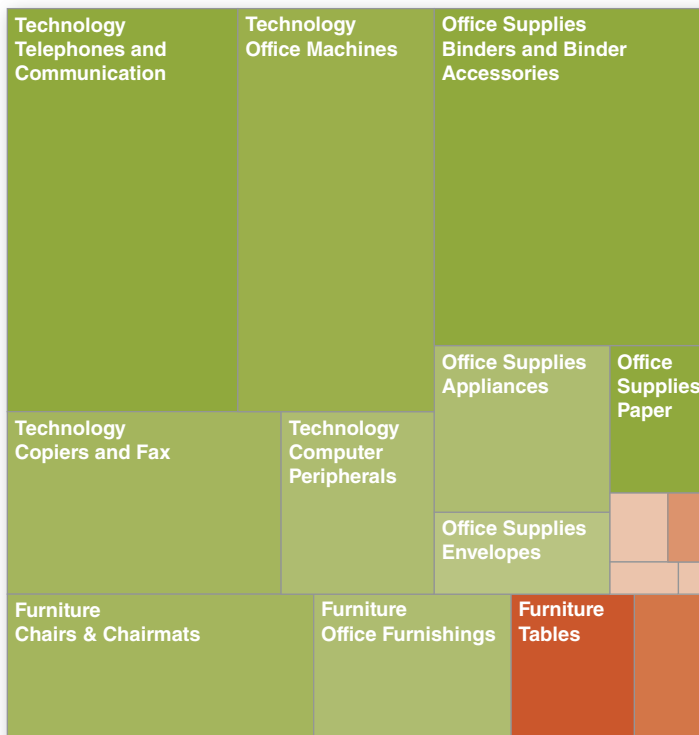 Technology
Telephones and
Communication
Technology
Office Machines
Office Supplies
Binders and Binder
Accessories
Office Supplies
Appliances
Office
Supplies
Paper
Technology
Copiers and Fax
Technology
Computer
Peripherals
Office Supplies
Envelopes
Furniture
Chairs & Chairmats
Furniture
Office Furnishings
Furniture
Tables